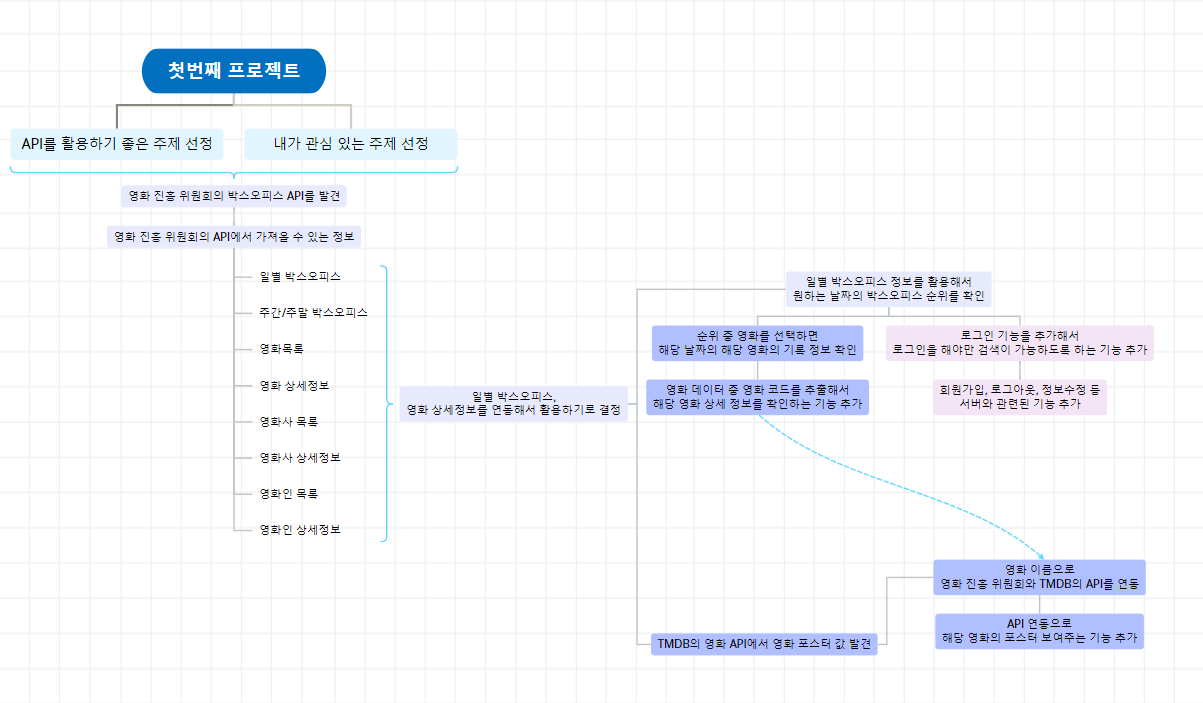 첫번째 프로젝트
API를 활용하기 좋은 주제 선정
내가 관심 있는 주제 선정
영화 진흥 위원회의 박스오피스 API를 발견
영화 진흥 위원회의 API에서 가져올 수 있는 정보
일별 박스오피스
주간/주말 박스오피스
영화목록
영화 상세정보
영화사 목록
영화사 상세정보
영화인 목록
영화인 상세정보
일별 박스오피스,
영화 상세정보를 연동해서 활용하기로 결정
일별 박스오피스 정보를 활용해서
원하는 날짜의 박스오피스 순위를 확인
순위 중 영화를 선택하면
해당 날짜의 해당 영화의 기록 정보 확인
영화 데이터 중 영화 코드를 추출해서
해당 영화 상세 정보를 확인하는 기능 추가
로그인 기능을 추가해서
로그인을 해야만 검색이 가능하도록 하는 기능 추가
회원가입, 로그아웃, 정보수정 등
서버와 관련된 기능 추가
TMDB의 영화 API에서 영화 포스터 값 발견
영화 이름으로
영화 진흥 위원회와 TMDB의 API를 연동
API 연동으로
해당 영화의 포스터 보여주는 기능 추가